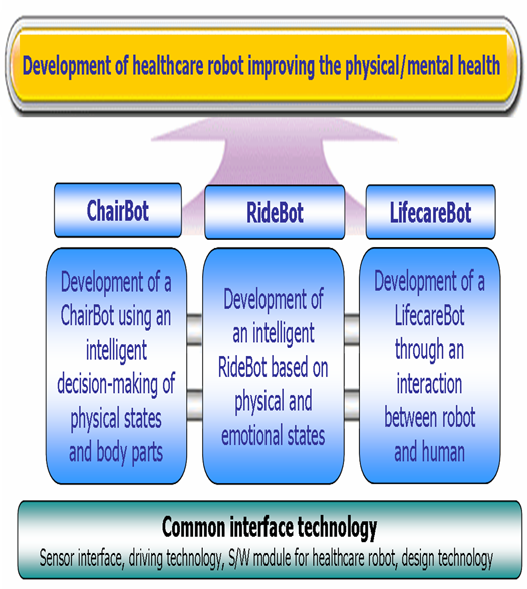 Development of healthcare robot improving the physical/mental health
ChairBot
RideBot
LifecareBot
Development of a
ChairBot using an
intelligent
decision-making of
physical states
and body parts
Development of
an intelligent
RideBot based on
physical and
emotional states
Development of a
LifecareBot
through an
interaction
between robot
and human
Common interface technology
Sensor interface, driving technology, S/W module for healthcare robot, design technology